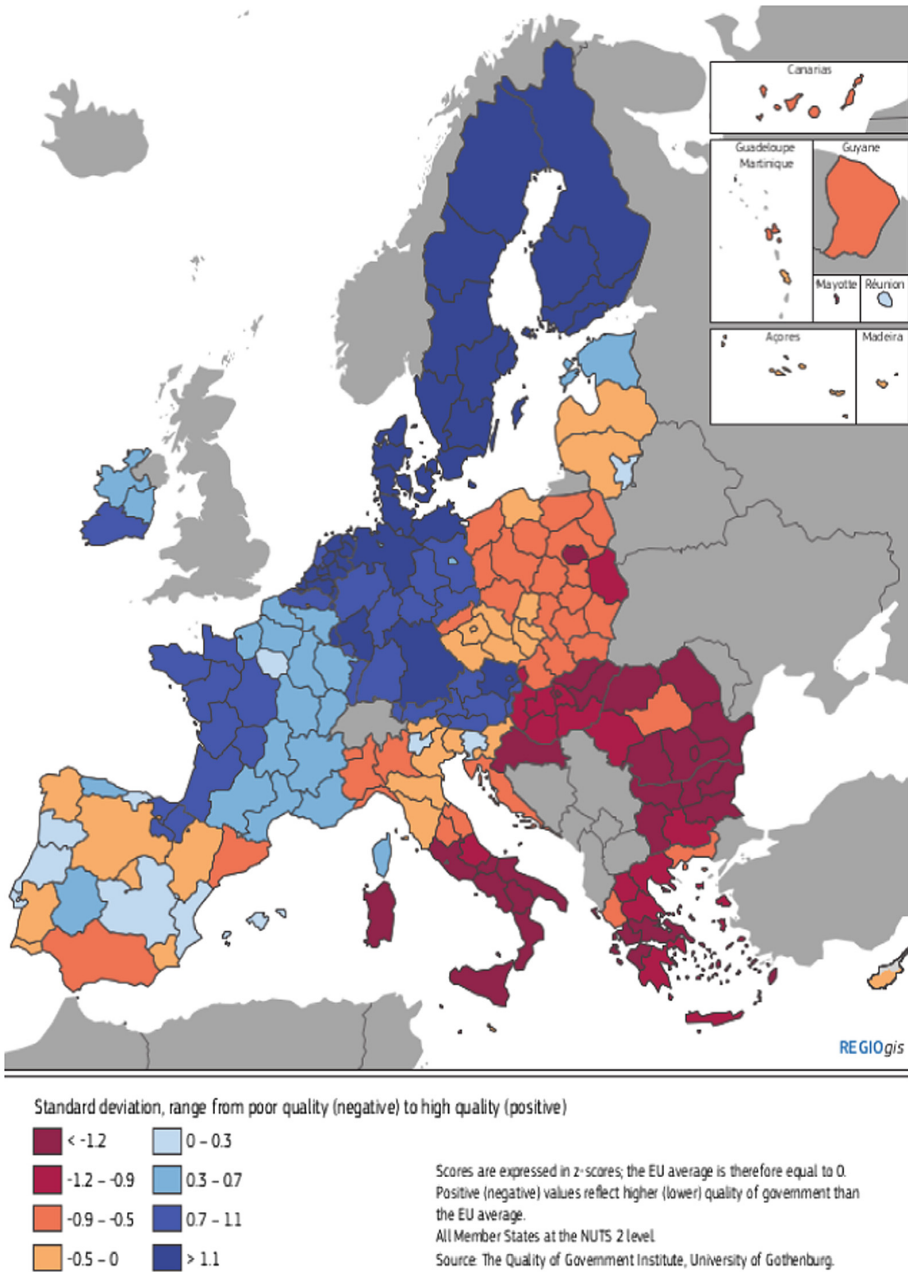 Canarias
Guadeloupe
Martinique
Guyane
Mayotte
Réunion
Açores
Madeira
REGIOgis
Standard deviation, range from poor quality (negative) to high quality (positive)
< -1.2
-1.2 – -0.9
-0.9 – -0.5
-0.5 – 0
0 – 0.3
0.3 – 0.7
0.7 – 1.1
> 1.1
Scores are expressed in z-scores; the EU average is therefore equal to 0.
Positive (negative) values reflect higher (lower) quality of government than
the EU average.
All Member States at the NUTS 2 level.
Source: The Quality of Government Institute, University of Gothenburg.